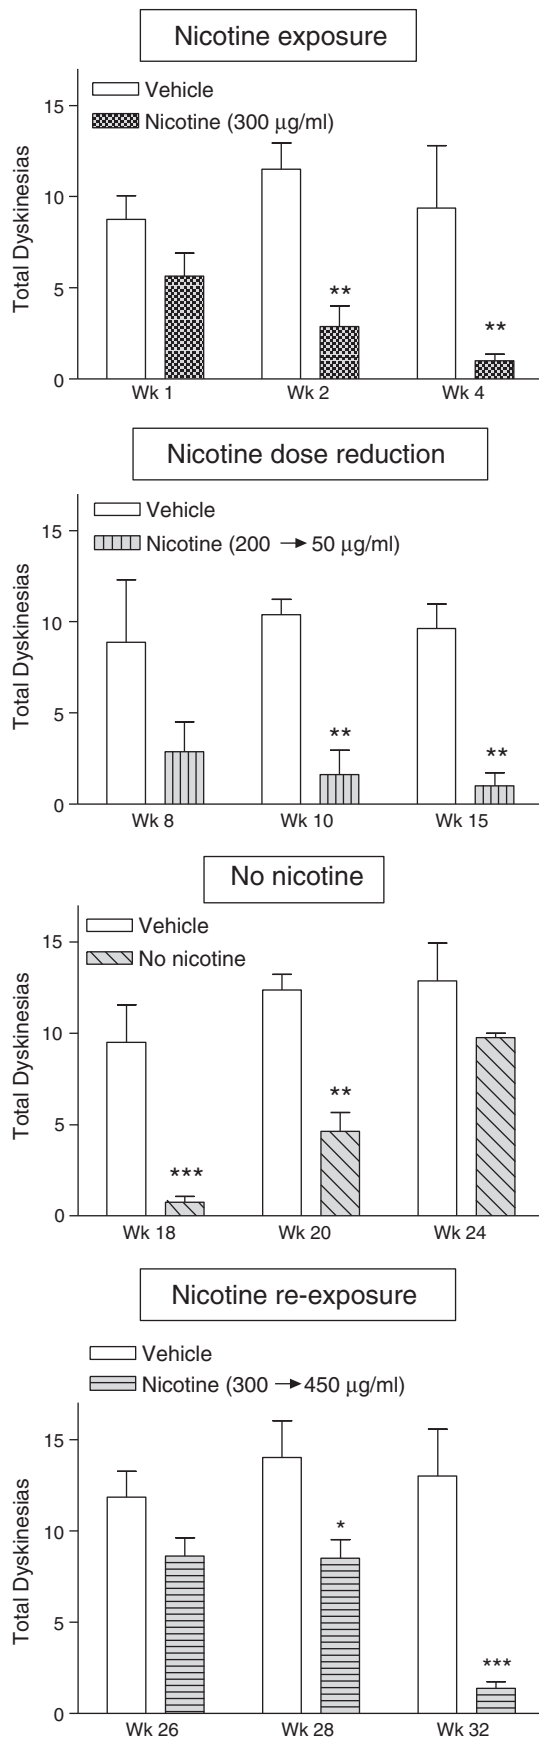 Nicotine exposure
Vehicle
Nicotine (300 μg/ml)
Total Dyskinesias
15
10
5
0
**
**
Wk 1 Wk 2 Wk 4
Nicotine dose reduction
Vehicle
Nicotine (200 → 50 μg/ml)
Total Dyskinesias
15
10
5
0
**
**
Wk 8 Wk 10 Wk 15
No nicotine
Vehicle
No nicotine
Total Dyskinesias
15
10
5
0
***
**
Wk 18 Wk 20 Wk 24
Nicotine re-exposure
Vehicle
Nicotine (300 → 450 μg/ml)
Total Dyskinesias
15
10
5
0
*
***
Wk 26 Wk 28 Wk 32